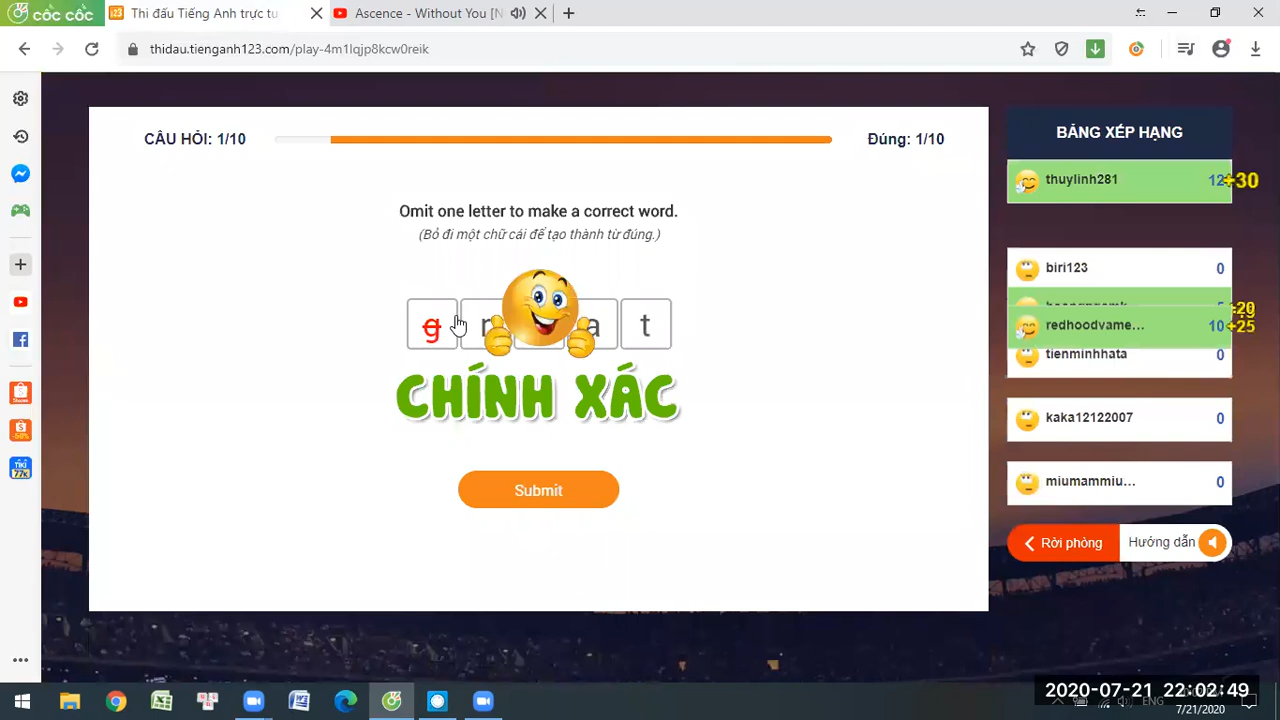 cốc cốc
Thi đấu Tiếng Anh trực tu
Ascence - Without You [N
thidau.tienganh123.com/play-4m1lqjp8kcw0reik
CÂU HỎI: 1/10
Đúng: 1/10
Omit one letter to make a correct word.
(Bỏ đi một chữ cái để tạo thành từ đúng.)
g
a
t
CHÍNH XÁC
Submit
BẢNG XẾP HẠNG
thuylinh281
+30
biri123
0
+20
redhoodvame...
10
+25
tienminhhata
0
kaka12122007
0
miumammiu...
0
Rời phòng
Hướng dẫn
ENG
2020-07-21 22:02:49
7/21/2020